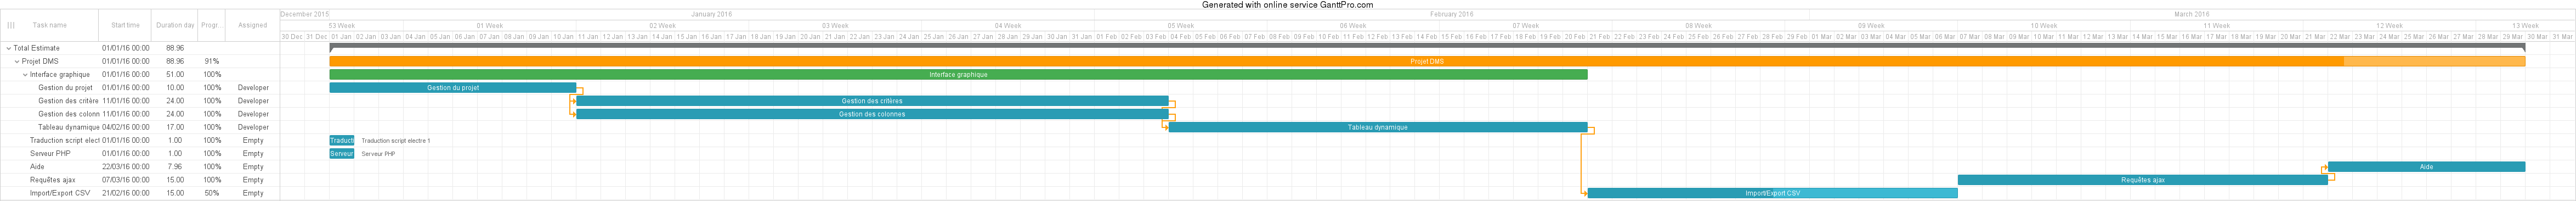 Generated with online service GanttPro.com
Task name Start time Duration day Progr... Assigned
December 2015 January 2016 February 2016 March 2016
53 Week 01 Week 02 Week 03 Week 04 Week 05 Week 06 Week 07 Week 08 Week 09 Week 10 Week 11 Week 12 Week 13 Week
30 Dec 31 Dec 01 Jan 02 Jan 03 Jan 04 Jan 05 Jan 06 Jan 07 Jan 08 Jan 09 Jan 10 Jan 11 Jan 12 Jan 13 Jan 14 Jan 15 Jan 16 Jan 17 Jan 18 Jan 19 Jan 20 Jan 21 Jan 22 Jan 23 Jan 24 Jan 25 Jan 26 Jan 27 Jan 28 Jan 29 Jan 30 Jan 31 Jan 01 Feb 02 Feb 03 Feb 04 Feb 05 Feb 06 Feb 07 Feb 08 Feb 09 Feb 10 Feb 11 Feb 12 Feb 13 Feb 14 Feb 15 Feb 16 Feb 17 Feb 18 Feb 19 Feb 20 Feb 21 Feb 22 Feb 23 Feb 24 Feb 25 Feb 26 Feb 27 Feb 28 Feb 29 Feb 01 Mar 02 Mar 03 Mar 04 Mar 05 Mar 06 Mar 07 Mar 08 Mar 09 Mar 10 Mar 11 Mar 12 Mar 13 Mar 14 Mar 15 Mar 16 Mar 17 Mar 18 Mar 19 Mar 20 Mar 21 Mar 22 Mar 23 Mar 24 Mar 25 Mar 26 Mar 27 Mar 28 Mar 29 Mar 30 Mar 31 Mar
Total Estimate 01/01/16 00:00 88.96
Projet DMS 01/01/16 00:00 88.96 91% Projet DMS
Interface graphique 01/01/16 00:00 51.00 100% Interface graphique
Gestion du projet 01/01/16 00:00 10.00 100% Developer Gestion du projet
Gestion des critère 11/01/16 00:00 24.00 100% Developer Gestion des critères
Gestion des colonn 11/01/16 00:00 24.00 100% Developer Gestion des colonnes
Tableau dynamique 04/02/16 00:00 17.00 100% Developer Tableau dynamique
Traduction script elect 01/01/16 00:00 1.00 100% Empty Traducti Traduction script electre 1
Serveur PHP 01/01/16 00:00 1.00 100% Empty Serveur Serveur PHP
Aide 22/03/16 00:00 7.96 100% Empty Aide
Requêtes ajax 07/03/16 00:00 15.00 100% Empty Requêtes ajax
Import/Export CSV 21/02/16 00:00 15.00 50% Empty Import/Export CSV